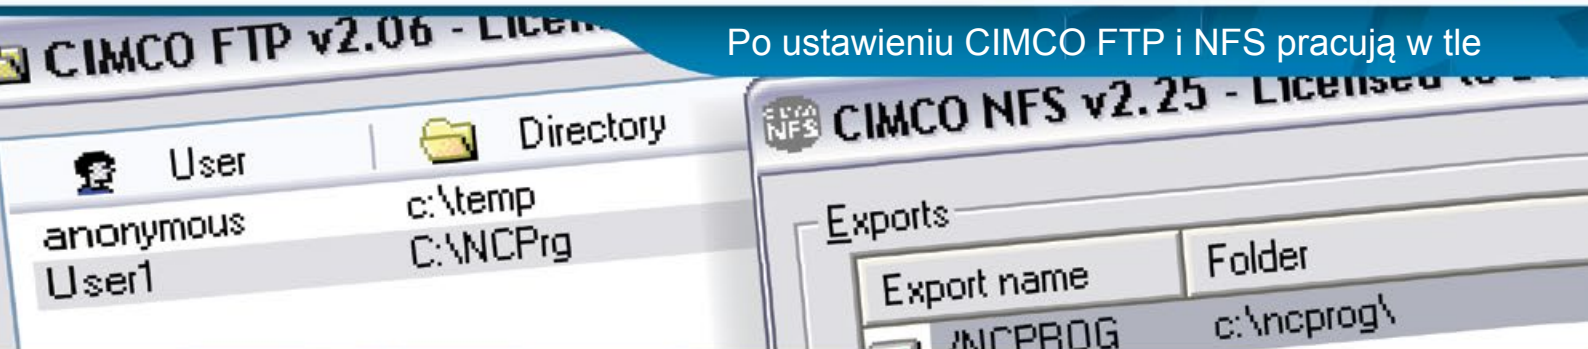 Po ustawieniu CIMCO FTP i NFS pracują w tle
CIMCO FTP v2.06 -
User Directory
anonymous c:\temp
User1 C:\NCPrg
NFS CIMCO NFS v2.25 - Licensed to
Exports
Export name Folder
/NCPROG c:\ncprog\